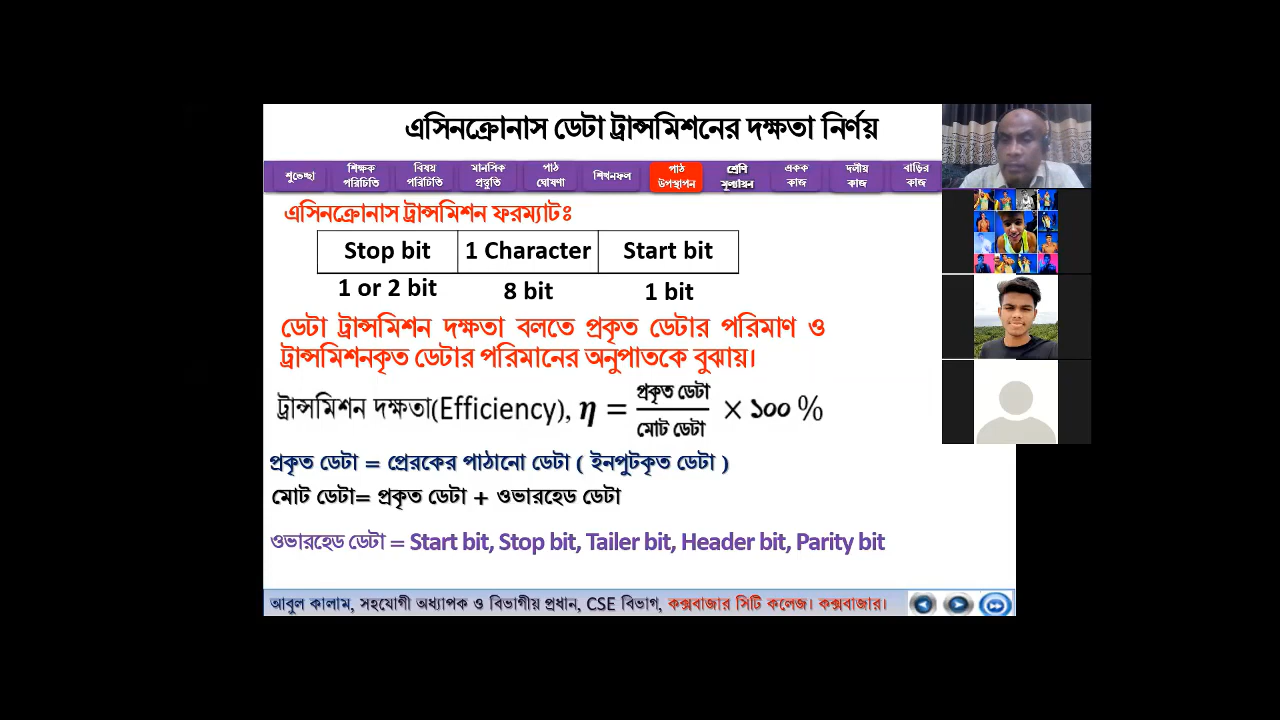 এসিনক্রোনাস ডেটা ট্রান্সমিশনের দক্ষতা নির্ণয়
শুভেচ্ছা শিক্ষক পরিচিতি বিষয় পরিচিতি মানসিক প্রস্তুতি পাঠ ঘোষণা শিখনফল পাঠ উপস্থাপন শ্রেণি মূল্যায়ন একক কাজ দলীয় কাজ বাড়ির কাজ
এসিনক্রোনাস ট্রান্সমিশন ফরম্যাটঃ
Stop bit 1 Character Start bit
1 or 2 bit 8 bit 1 bit
ডেটা ট্রান্সমিশন দক্ষতা বলতে প্রকৃত ডেটার পরিমাণ ও
ট্রান্সমিশনকৃত ডেটার পরিমানের অনুপাতকে বুঝায়।
ট্রান্সমিশন দক্ষতা(Efficiency), η = প্রকৃত ডেটা / মোট ডেটা × ১০০ %
প্রকৃত ডেটা = প্রেরকের পাঠানো ডেটা ( ইনপুটকৃত ডেটা )
মোট ডেটা= প্রকৃত ডেটা + ওভারহেড ডেটা
ওভারহেড ডেটা = Start bit, Stop bit, Tailer bit, Header bit, Parity bit
আবুল কালাম, সহযোগী অধ্যাপক ও বিভাগীয় প্রধান, CSE বিভাগ, কক্সবাজার সিটি কলেজ। কক্সবাজার।